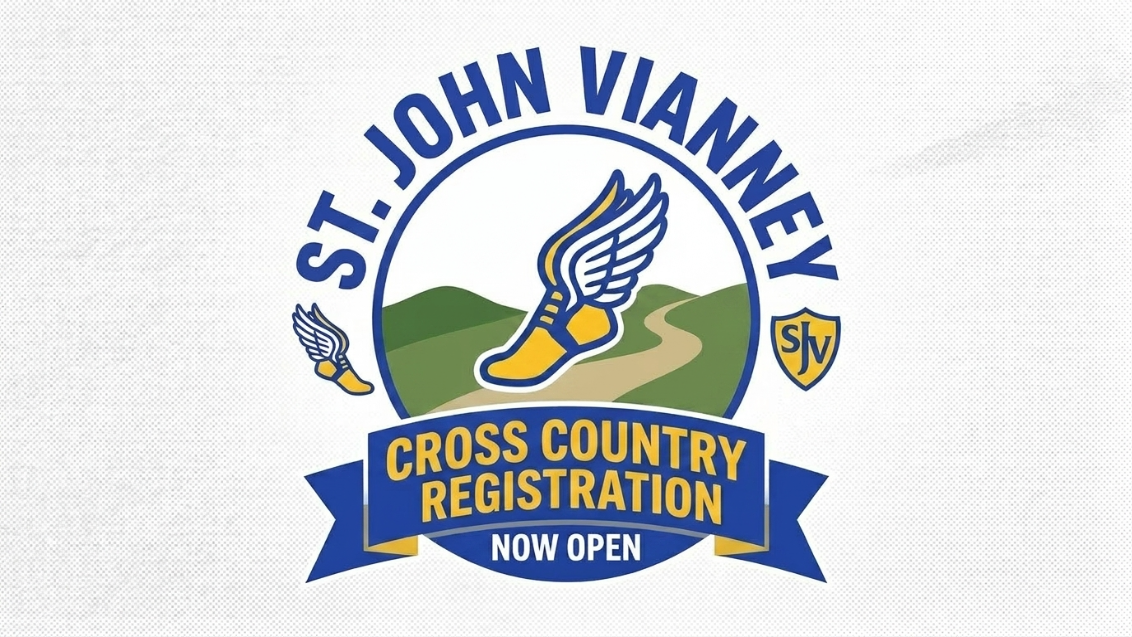 ST. JOHN VIANNEY
SJV
CROSS COUNTRY
REGISTRATION
NOW OPEN